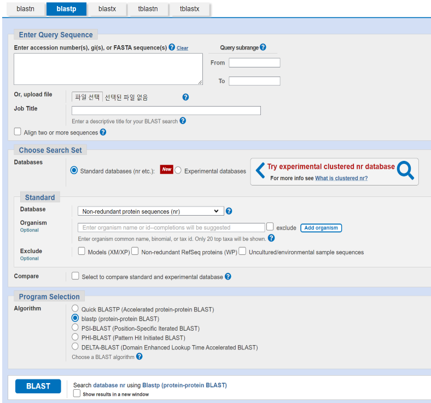 blastn blastp blastx tblastn tblastx
Enter Query Sequence
Enter accession number(s), gi(s), or FASTA sequence(s) ? Clear Query subrange ?
From
To
Or, upload file 파일 선택 선택된 파일 없음 ?
Job Title
Enter a descriptive title for your BLAST search ?
Align two or more sequences ?
Choose Search Set
Databases Standard databases (nr etc.): New Experimental databases
Try experimental clustered nr database
For more info see What is clustered nr?
Standard
Database Non-redundant protein sequences (nr) ?
Organism
Optional
Enter organism name or id--completions will be suggested exclude Add organism
Enter organism common name, binomial, or tax id. Only 20 top taxa will be shown. ?
Exclude
Optional
Models (XM/XP) Non-redundant RefSeq proteins (WP) Uncultured/environmental sample sequences
Compare Select to compare standard and experimental database ?
Program Selection
Algorithm Quick BLASTP (Accelerated protein-protein BLAST)
blastp (protein-protein BLAST)
PSI-BLAST (Position-Specific Iterated BLAST)
PHI-BLAST (Pattern Hit Initiated BLAST)
DELTA-BLAST (Domain Enhanced Lookup Time Accelerated BLAST)
Choose a BLAST algorithm ?
BLAST Search database nr using Blastp (protein-protein BLAST)
Show results in a new window